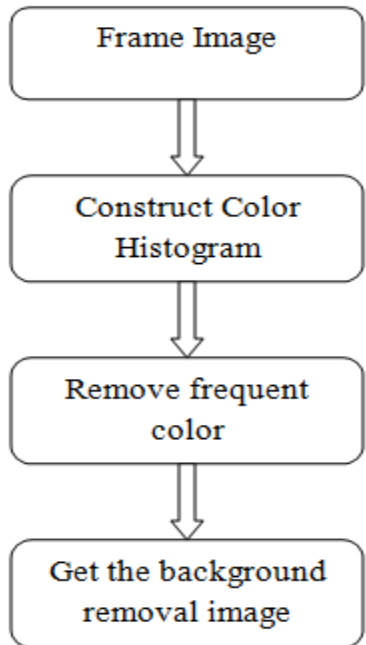 Frame Image
Construct Color
Histogram
Remove frequent
color
Get the background
removal image